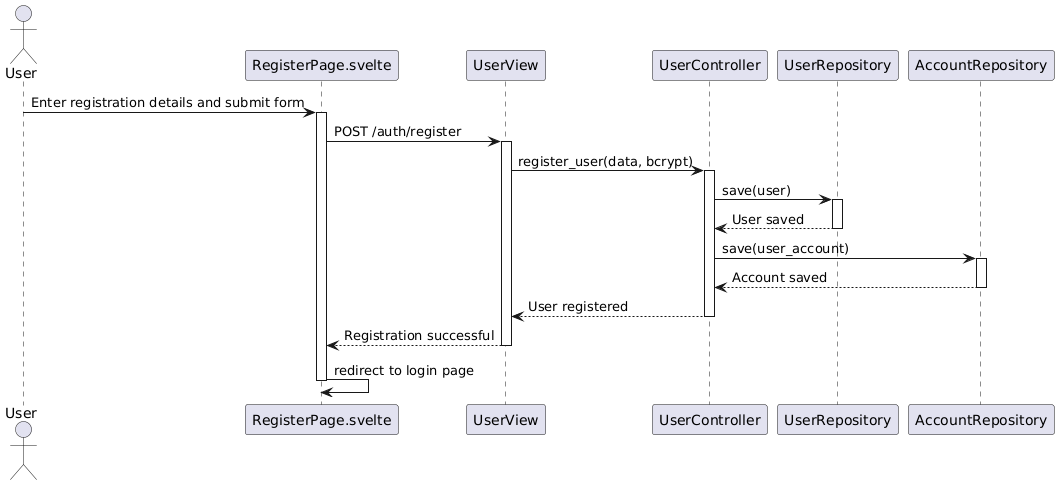 User
RegisterPage.svelte
UserView
UserController
UserRepository
AccountRepository
Enter registration details and submit form
POST /auth/register
register_user(data, bcrypt)
save(user)
User saved
save(user_account)
Account saved
User registered
Registration successful
redirect to login page
User
RegisterPage.svelte
UserView
UserController
UserRepository
AccountRepository